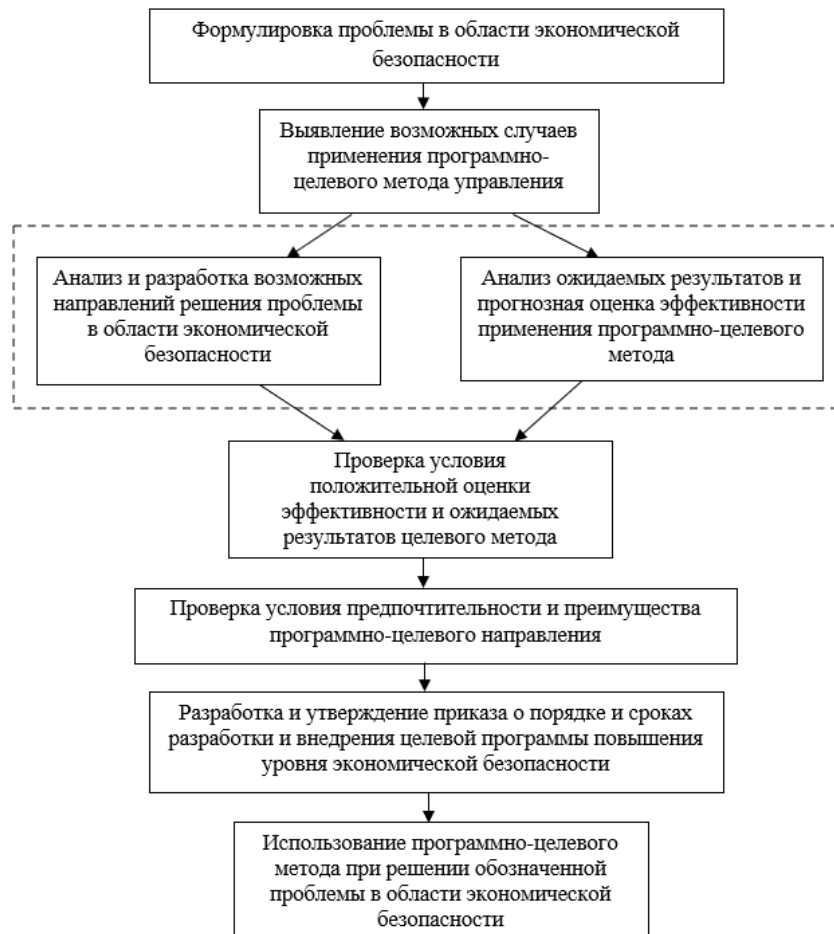 Формулировка проблемы в области экономической
безопасности
Выявление возможных случаев
применения программно-
целевого метода управления
Анализ и разработка возможных
направлений решения проблемы
в области экономической
безопасности
Анализ ожидаемых результатов и
прогнозная оценка эффективности
применения программно-целевого
метода
Проверка условия
положительной оценки
эффективности и ожидаемых
результатов целевого метода
Проверка условия предпочтительности и преимущества
программно-целевого направления
Разработка и утверждение приказа о порядке и сроках
разработки и внедрения целевой программы повышения
уровня экономической безопасности
Использование программно-целевого
метода при решении обозначенной
проблемы в области экономической
безопасности